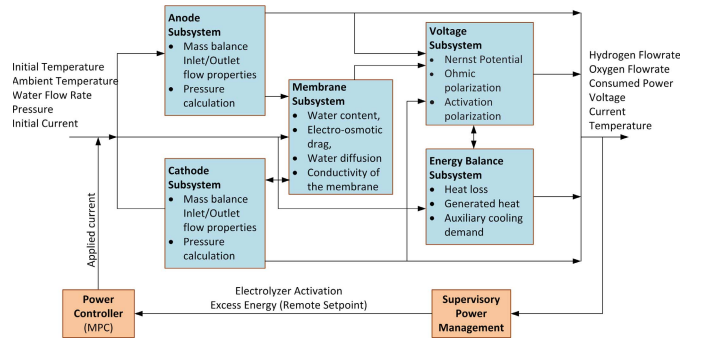 Initial Temperature
Ambient Temperature
Water Flow Rate
Pressure
Initial Current
Anode
Subsystem
• Mass balance
Inlet/Outlet
flow properties
• Pressure
calculation
Membrane
Subsystem
• Water content,
• Electro-osmotic
drag,
• Water diffusion
• Conductivity of
the membrane
Cathode
Subsystem
• Mass balance
Inlet/Outlet
flow properties
• Pressure
calculation
Voltage
Subsystem
• Nernst Potential
• Ohmic
polarization
• Activation
polarization
Energy Balance
Subsystem
• Heat loss
• Generated heat
• Auxiliary cooling
demand
Hydrogen Flowrate
Oxygen Flowrate
Consumed Power
Voltage
Current
Temperature
Applied current
Power
Controller
(MPC)
Electrolyzer Activation
Excess Energy (Remote Setpoint)
Supervisory
Power
Management